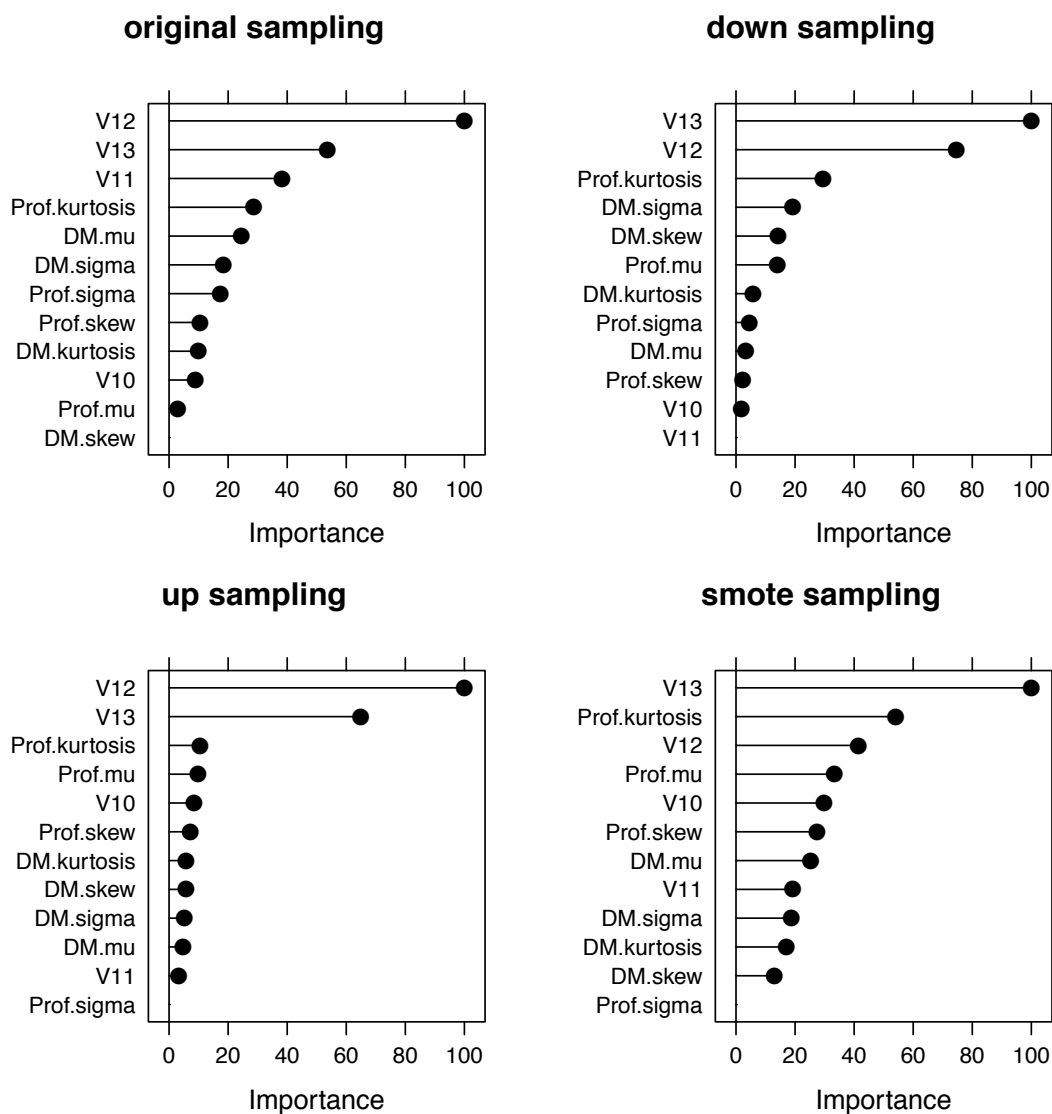 original sampling
V12
V13
V11
Prof.kurtosis
DM.mu
DM.sigma
Prof.sigma
Prof.skew
DM.kurtosis
V10
Prof.mu
DM.skew
0 20 40 60 80 100
Importance
down sampling
V13
V12
Prof.kurtosis
DM.sigma
DM.skew
Prof.mu
DM.kurtosis
Prof.sigma
DM.mu
Prof.skew
V10
V11
0 20 40 60 80 100
Importance
up sampling
V12
V13
Prof.kurtosis
Prof.mu
V10
Prof.skew
DM.kurtosis
DM.skew
DM.sigma
DM.mu
V11
Prof.sigma
0 20 40 60 80 100
Importance
smote sampling
V13
Prof.kurtosis
V12
Prof.mu
V10
Prof.skew
DM.mu
V11
DM.sigma
DM.kurtosis
DM.skew
Prof.sigma
0 20 40 60 80 100
Importance